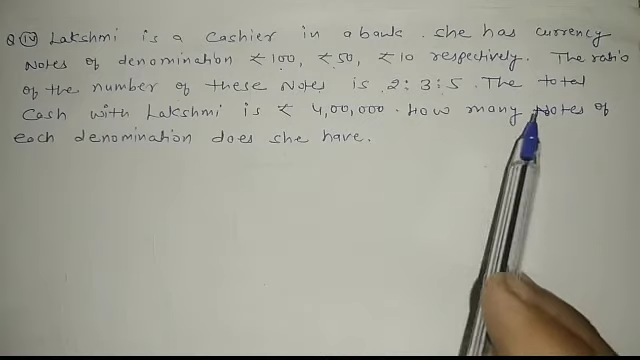 Q (iv) Lakshmi is a cashier in a bank. she has currency
Notes of denomination ₹ 100, ₹ 50, ₹ 10 respectively. The ratio
of the number of these Notes is 2:3:5. The total
cash with Lakshmi is ₹ 4,00,000. How many Notes of
each denomination does she have.